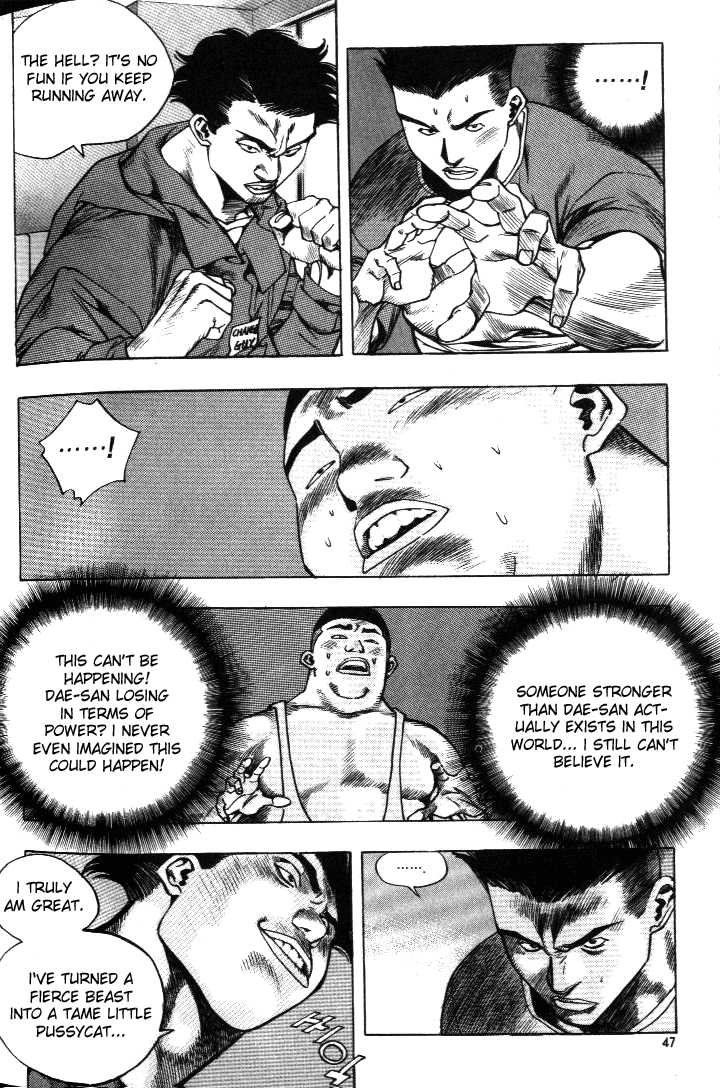 THE HELL? IT'S NO
FUN IF YOU KEEP
RUNNING AWAY.
CHANG
GUY
......!
......!
THIS CAN'T BE
HAPPENING!
DAE-SAN LOSING
IN TERMS OF
POWER? I NEVER
EVEN IMAGINED THIS
COULD HAPPEN!
SOMEONE STRONGER
THAN DAE-SAN ACT-
UALLY EXISTS IN THIS
WORLD... I STILL CAN'T
BELIEVE IT.
I TRULY
AM GREAT.
I'VE TURNED A
FIERCE BEAST
INTO A TAME LITTLE
PUSSYCAT...
......
47